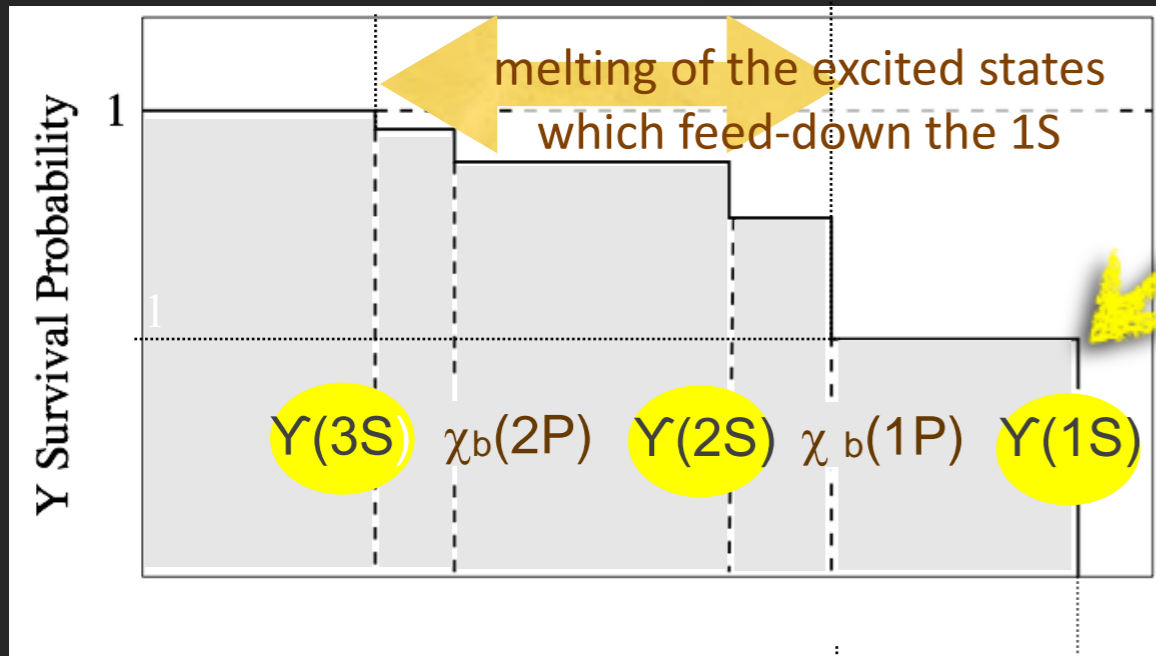 melting of the excited states
which feed-down the 1S
Υ Survival Probability
1
1
ϒ(3S)
χb(2P)
ϒ(2S)
χ b(1P)
ϒ(1S)